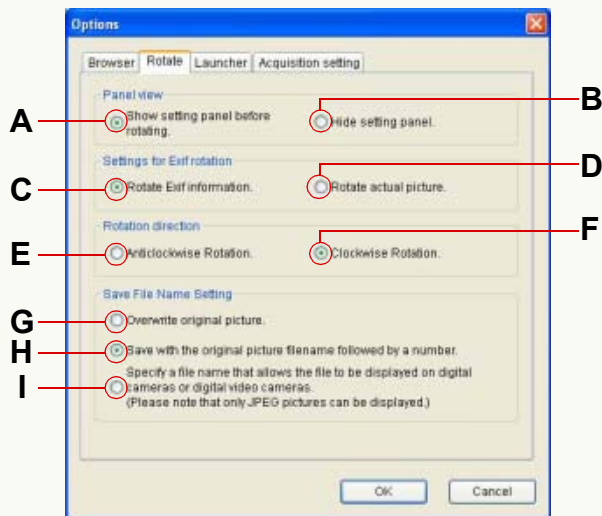 Options
Browser Rotate Launcher Acquisition setting
Panel view
A
Show setting panel before
rotating.
B
Hide setting panel.
Settings for Exif rotation
C
Rotate Exif information.
D
Rotate actual picture.
Rotation direction
E
Anticlockwise Rotation.
F
Clockwise Rotation.
Save File Name Setting
G
Overwrite original picture.
H
Save with the original picture filename followed by a number.
I
Specify a file name that allows the file to be displayed on digital
cameras or digital video cameras.
(Please note that only JPEG pictures can be displayed.)
OK Cancel